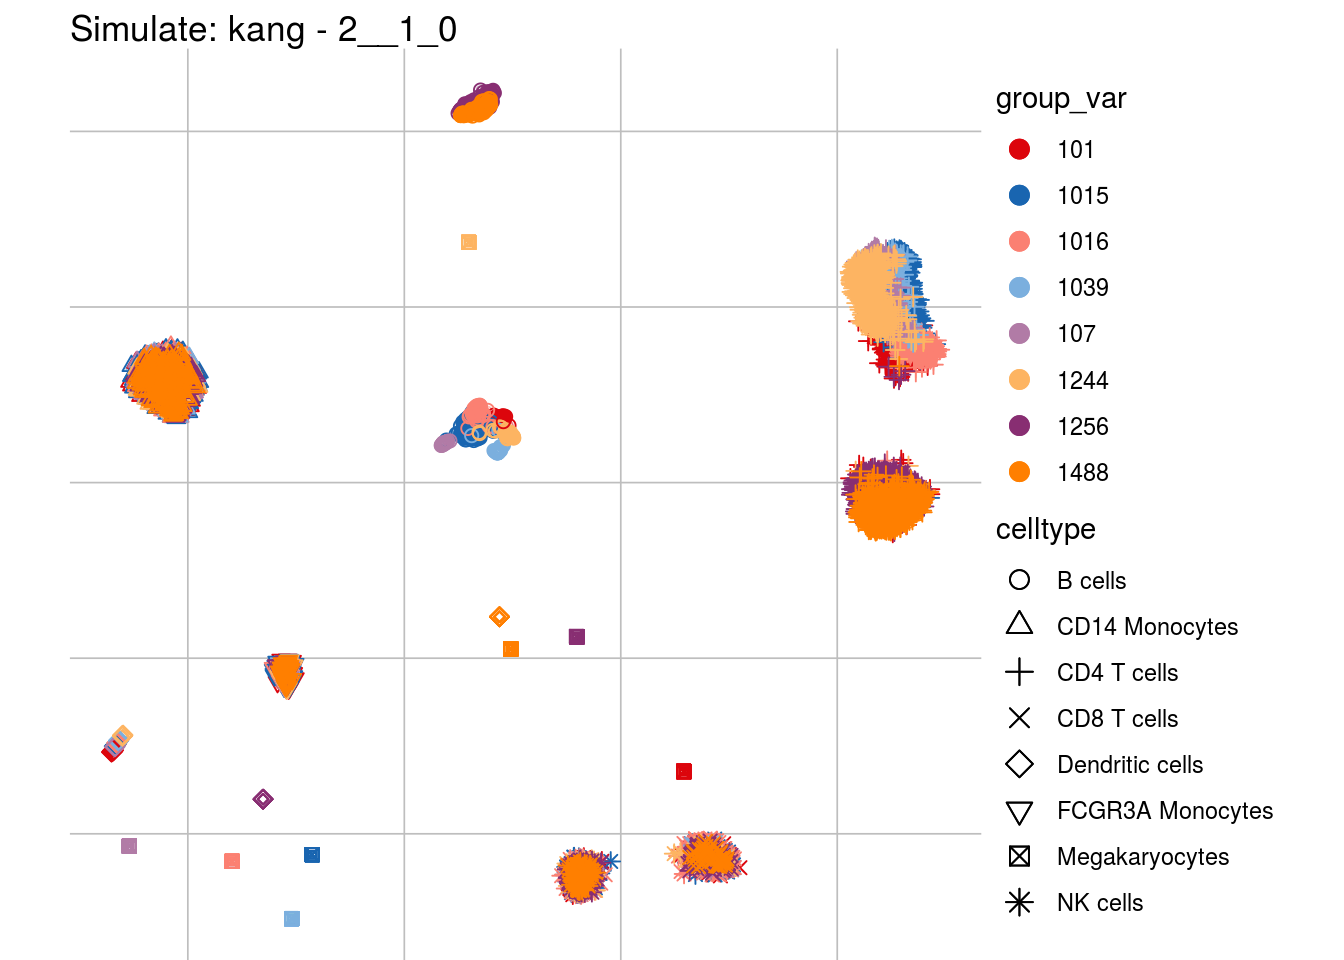 Simulate: kang - 2__1_0
group_var
101
1015
1016
1039
107
1244
1256
1488
celltype
B cells
CD14 Monocytes
CD4 T cells
CD8 T cells
Dendritic cells
FCGR3A Monocytes
Megakaryocytes
NK cells